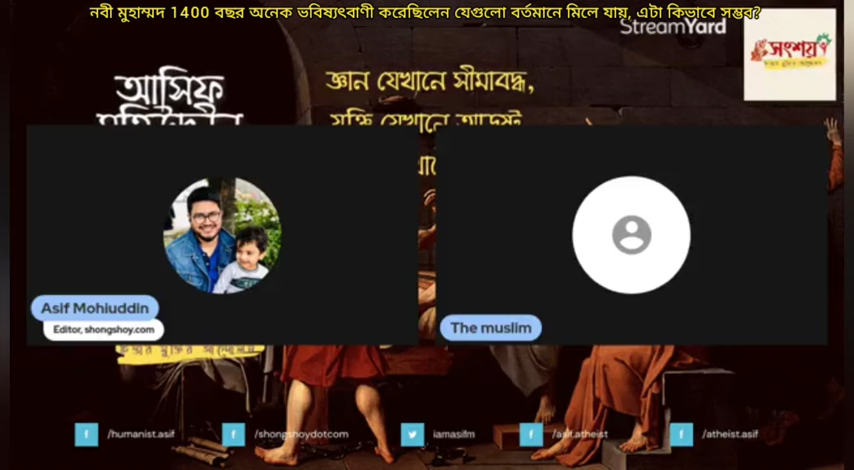 নবী মুহাম্মদ 1400 বছর অনেক ভবিষ্যৎবাণী করেছিলেন যেগুলো বর্তমানে মিলে যায়, এটা কিভাবে সম্ভব?
StreamYard
সংশয়
আসিফ
জ্ঞান যেখানে সীমাবদ্ধ,
যুক্তি যেখানে আড়ষ্ট
Asif Mohiuddin
Editor, shongshoy.com
The muslim
/humanist.asif
/shongshoydotcom
iamasifm
/asif.atheist
/atheist.asif